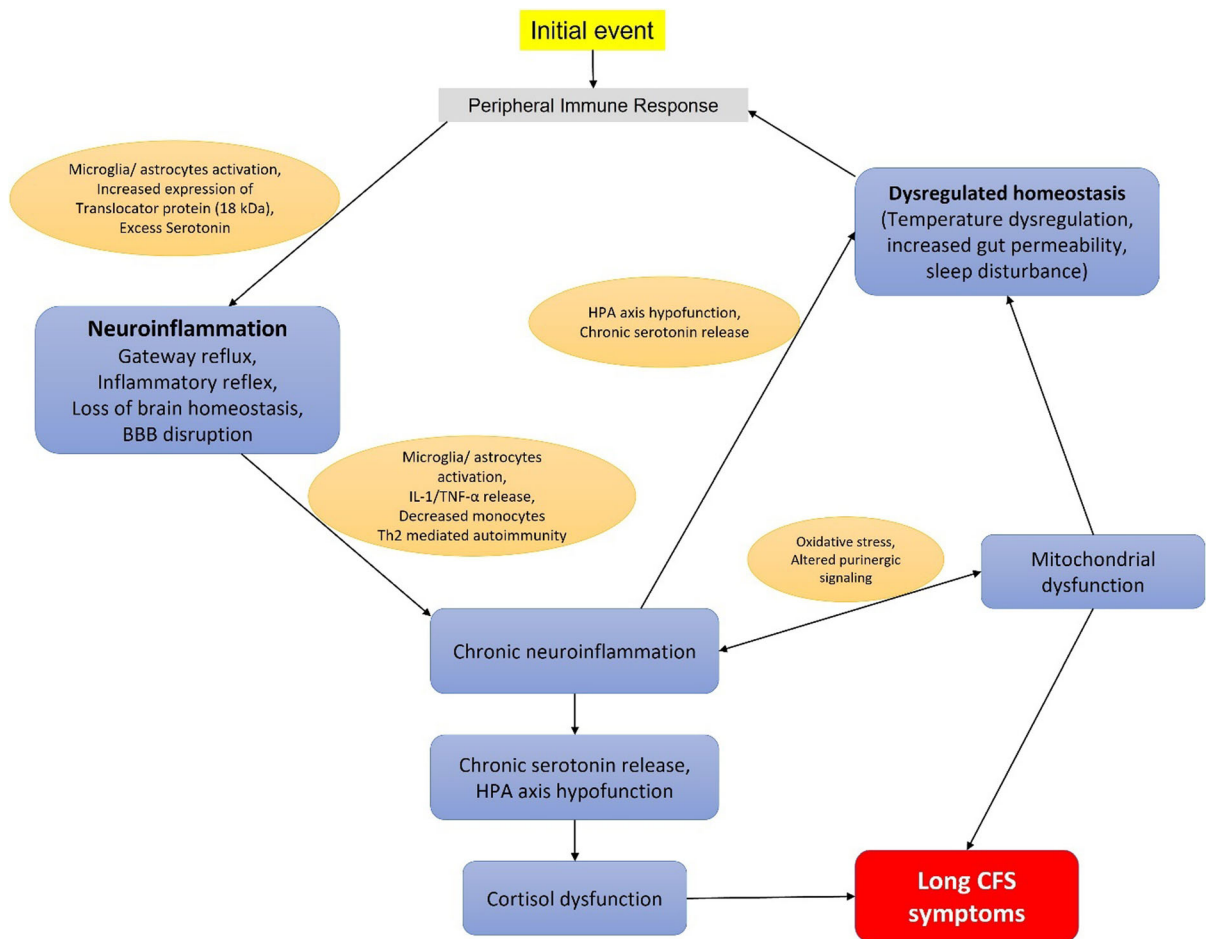 Initial event
Peripheral Immune Response
Microglia/ astrocytes activation,
Increased expression of
Translocator protein (18 kDa),
Excess Serotonin
Dysregulated homeostasis
(Temperature dysregulation,
increased gut permeability,
sleep disturbance)
HPA axis hypofunction,
Chronic serotonin release
Neuroinflammation
Gateway reflux,
Inflammatory reflex,
Loss of brain homeostasis,
BBB disruption
Microglia/ astrocytes
activation,
IL-1/TNF-α release,
Decreased monocytes
Th2 mediated autoimmunity
Oxidative stress,
Altered purinergic
signaling
Mitochondrial
dysfunction
Chronic neuroinflammation
Chronic serotonin release,
HPA axis hypofunction
Cortisol dysfunction
Long CFS
symptoms